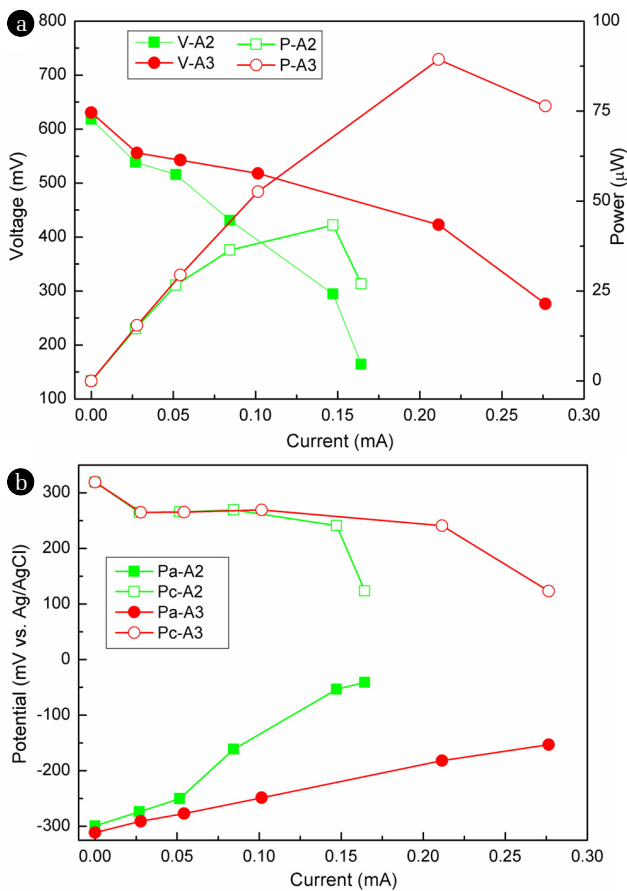 a
800
700
600
500
400
300
200
100
Voltage (mV)
V-A2 P-A2
V-A3 P-A3
100
75
50
25
0
Power (μW)
0.00 0.05 0.10 0.15 0.20 0.25 0.30
Current (mA)
b
300
200
100
0
-100
-200
-300
Potential (mV vs. Ag/AgCl)
Pa-A2
Pc-A2
Pa-A3
Pc-A3
0.00 0.05 0.10 0.15 0.20 0.25 0.30
Current (mA)